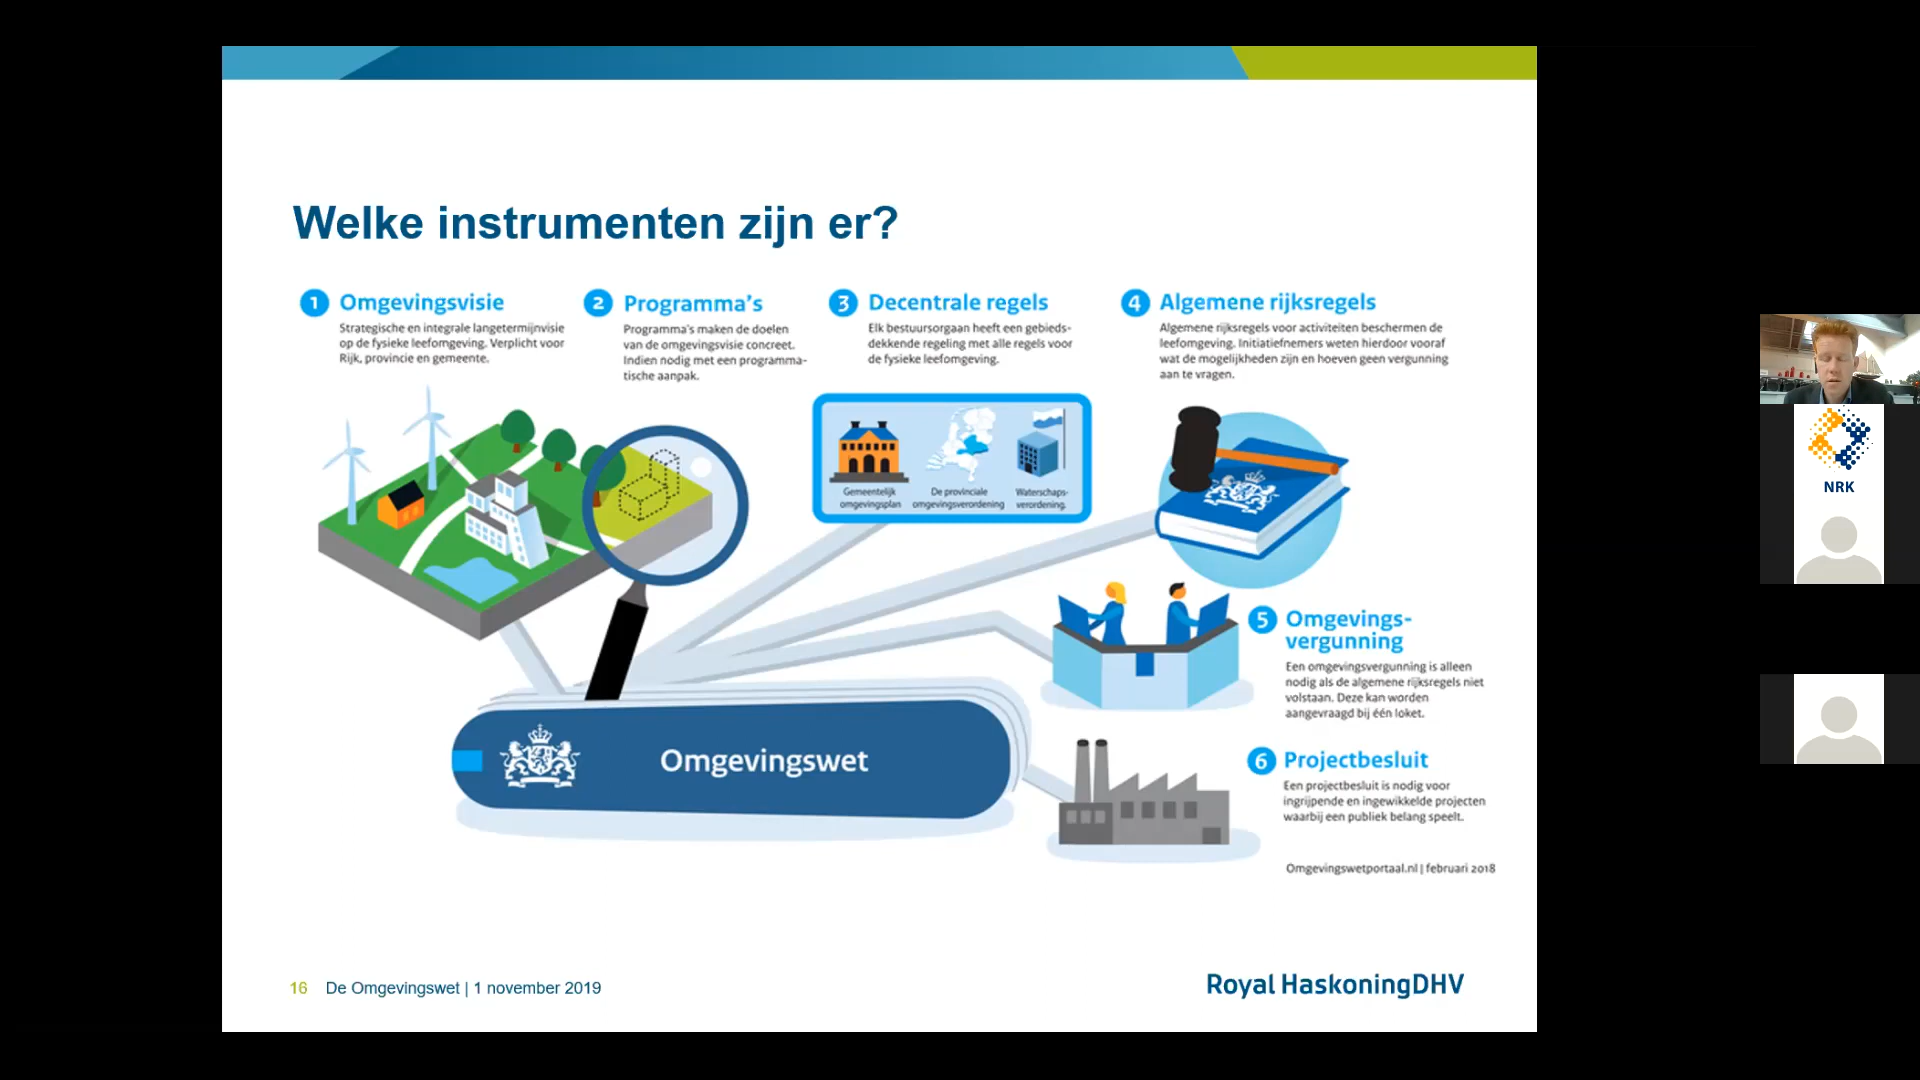 Welke instrumenten zijn er?
1 Omgevingsvisie
Strategische en integrale langetermijnvisie
op de fysieke leefomgeving. Verplicht voor
Rijk, provincie en gemeente.
2 Programma's
Programma's maken de doelen
van de omgevingsvisie concreet.
Indien nodig met een programma-
tische aanpak.
3 Decentrale regels
Elk bestuursorgaan heeft een gebieds-
dekkende regeling met alle regels voor
de fysieke leefomgeving.
4 Algemene rijksregels
Algemene rijksregels voor activiteiten beschermen de
leefomgeving. Initiatiefnemers weten hierdoor vooraf
wat de mogelijkheden zijn en hoeven geen vergunning
aan te vragen.
Gemeentelijk
omgevingsplan
De provinciale
omgevingsverordening
Waterschaps-
verordening.
5 Omgevings-
vergunning
Een omgevingsvergunning is alleen
nodig als de algemene rijksregels niet
volstaan. Deze kan worden
aangevraagd bij één loket.
Omgevingswet
6 Projectbesluit
Een projectbesluit is nodig voor
ingrijpende en ingewikkelde projecten
waarbij een publiek belang speelt.
Omgevingswetportaal.nl | februari 2018
16 De Omgevingswet | 1 november 2019
Royal HaskoningDHV
NRK